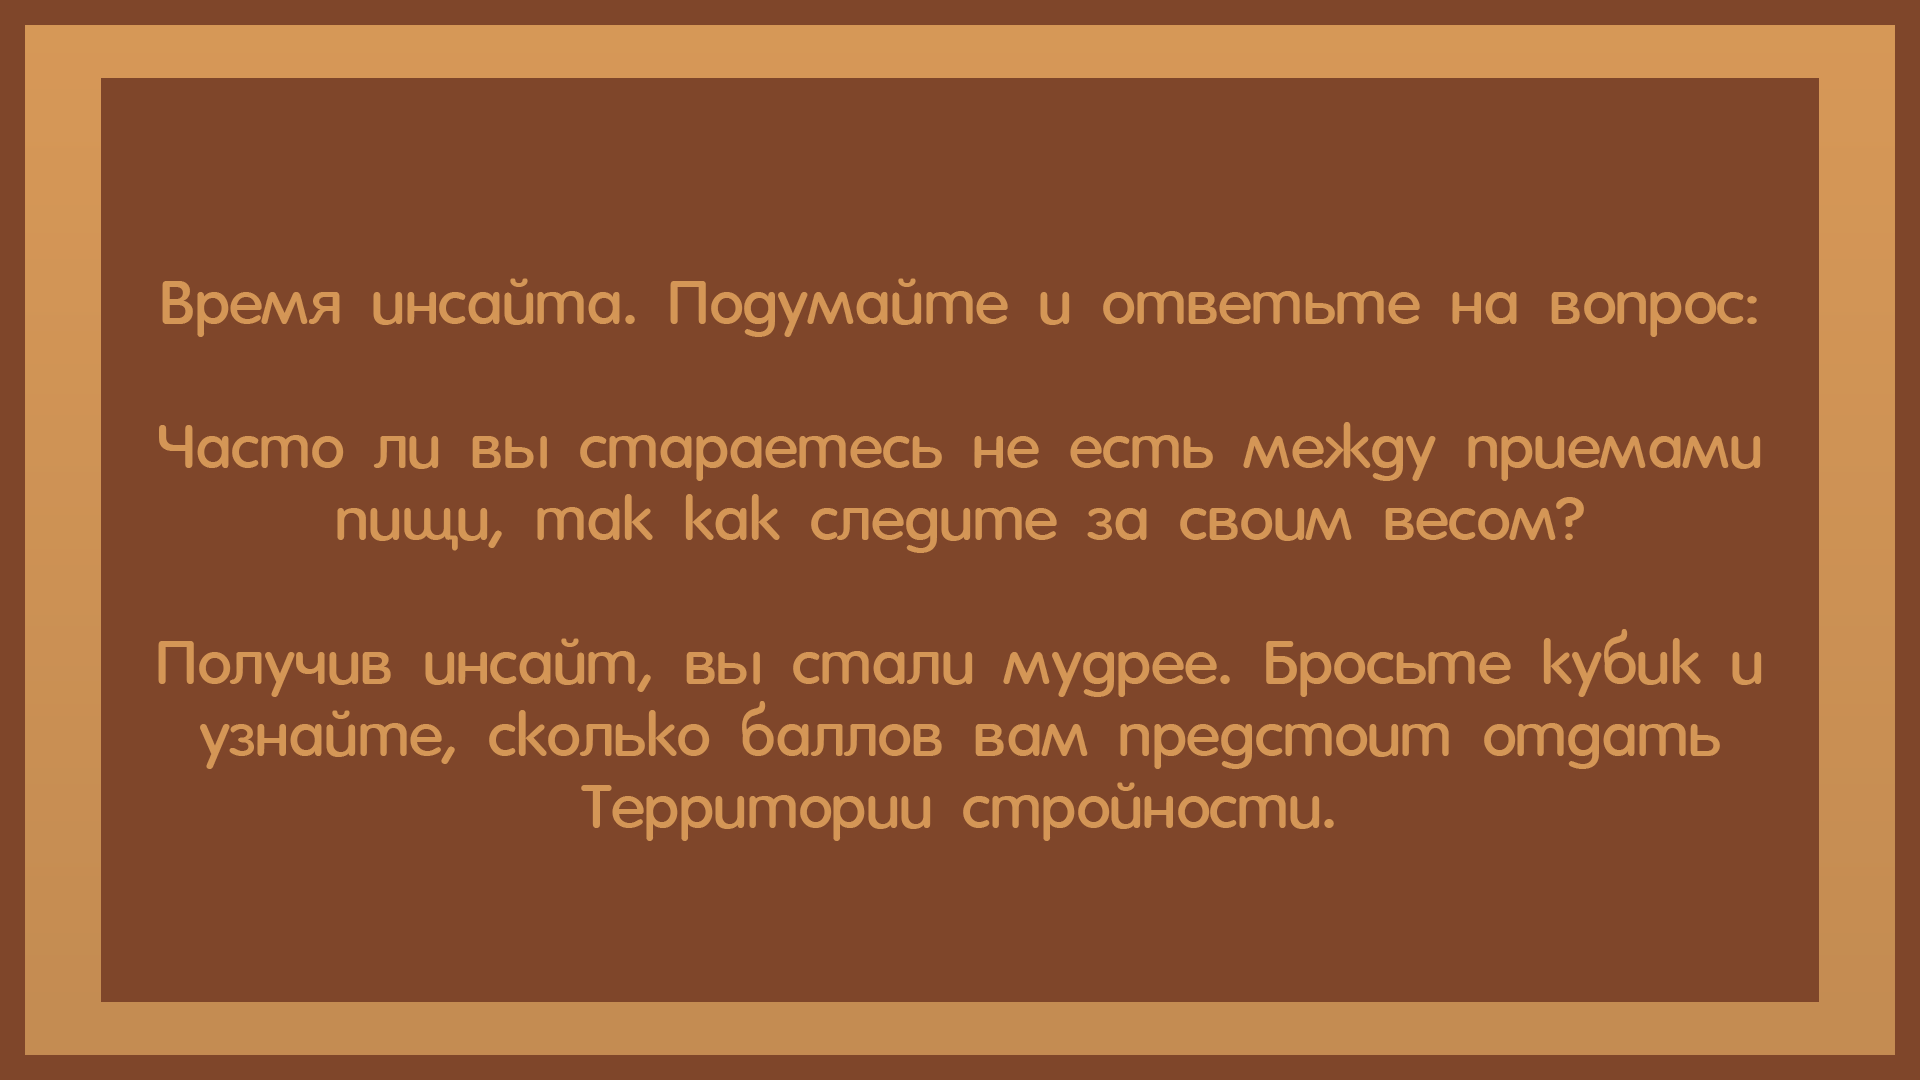 Время инсайта. Подумайте и ответьте на вопрос:
Часто ли вы стараетесь не есть между приемами
пищи, так как следите за своим весом?
Получив инсайт, вы стали мудрее. Бросьте кубик и
узнайте, сколько баллов вам предстоит отдать
Территории стройности.